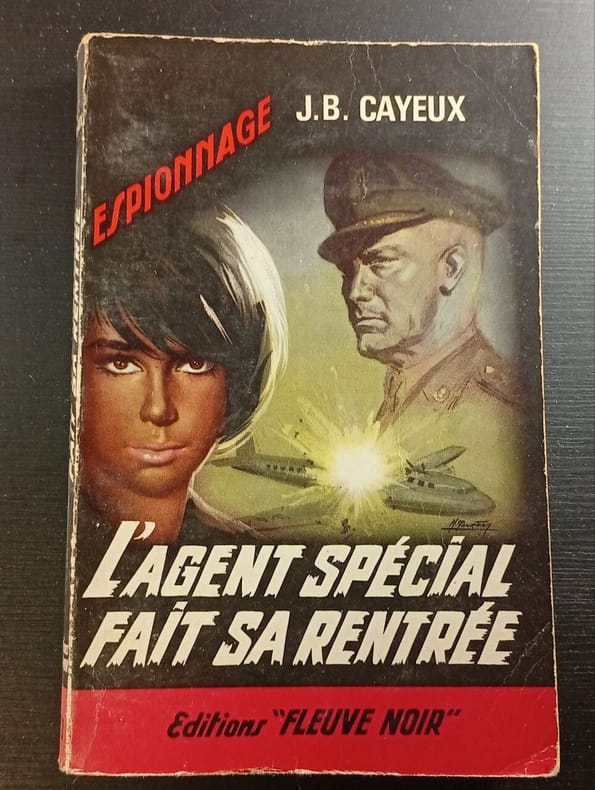 ESPIONNAGE
J.B. CAYEUX
L'AGENT SPÉCIAL
FAIT SA RENTRÉE
Editions "FLEUVE NOIR"